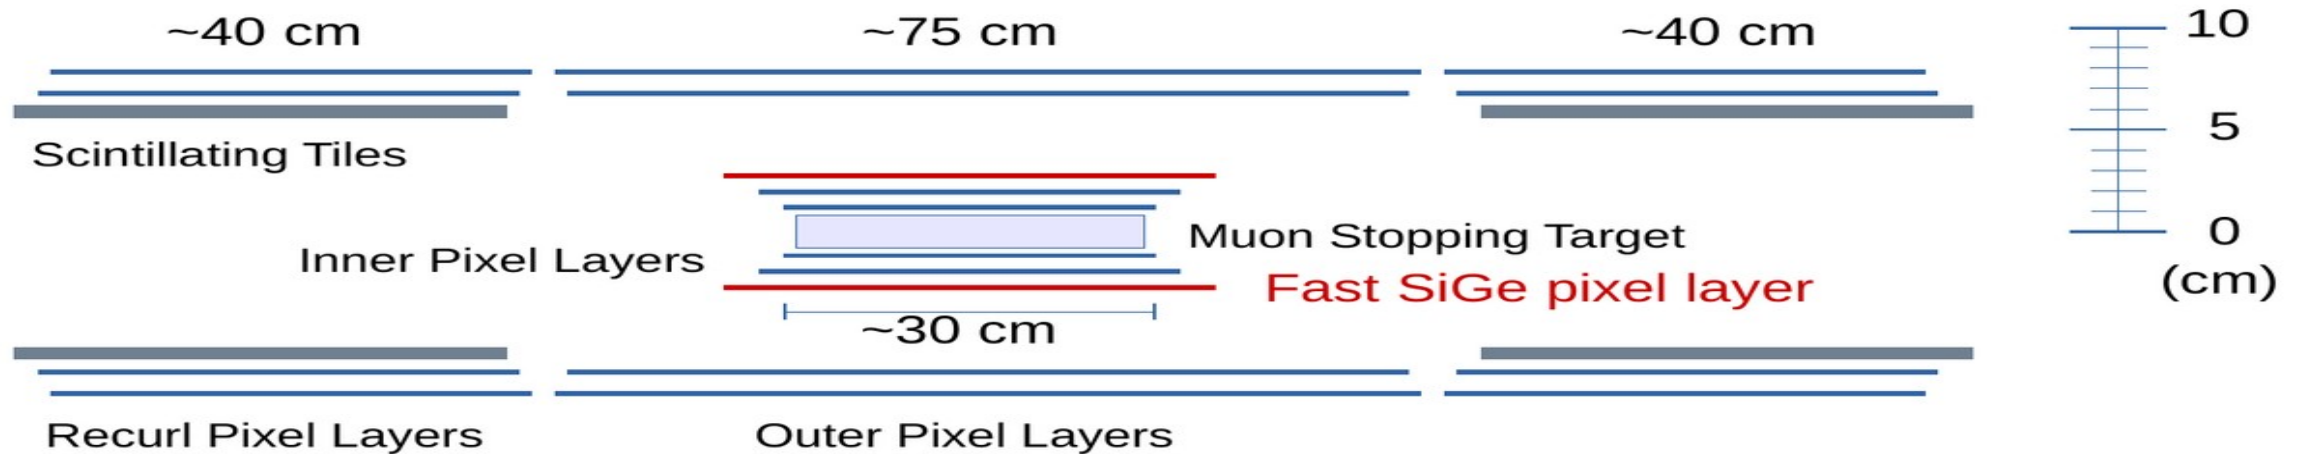 ~40 cm
~75 cm
~40 cm
10
Scintillating Tiles
5
Inner Pixel Layers
Muon Stopping Target
0
(cm)
Fast SiGe pixel layer
~30 cm
Recurl Pixel Layers
Outer Pixel Layers